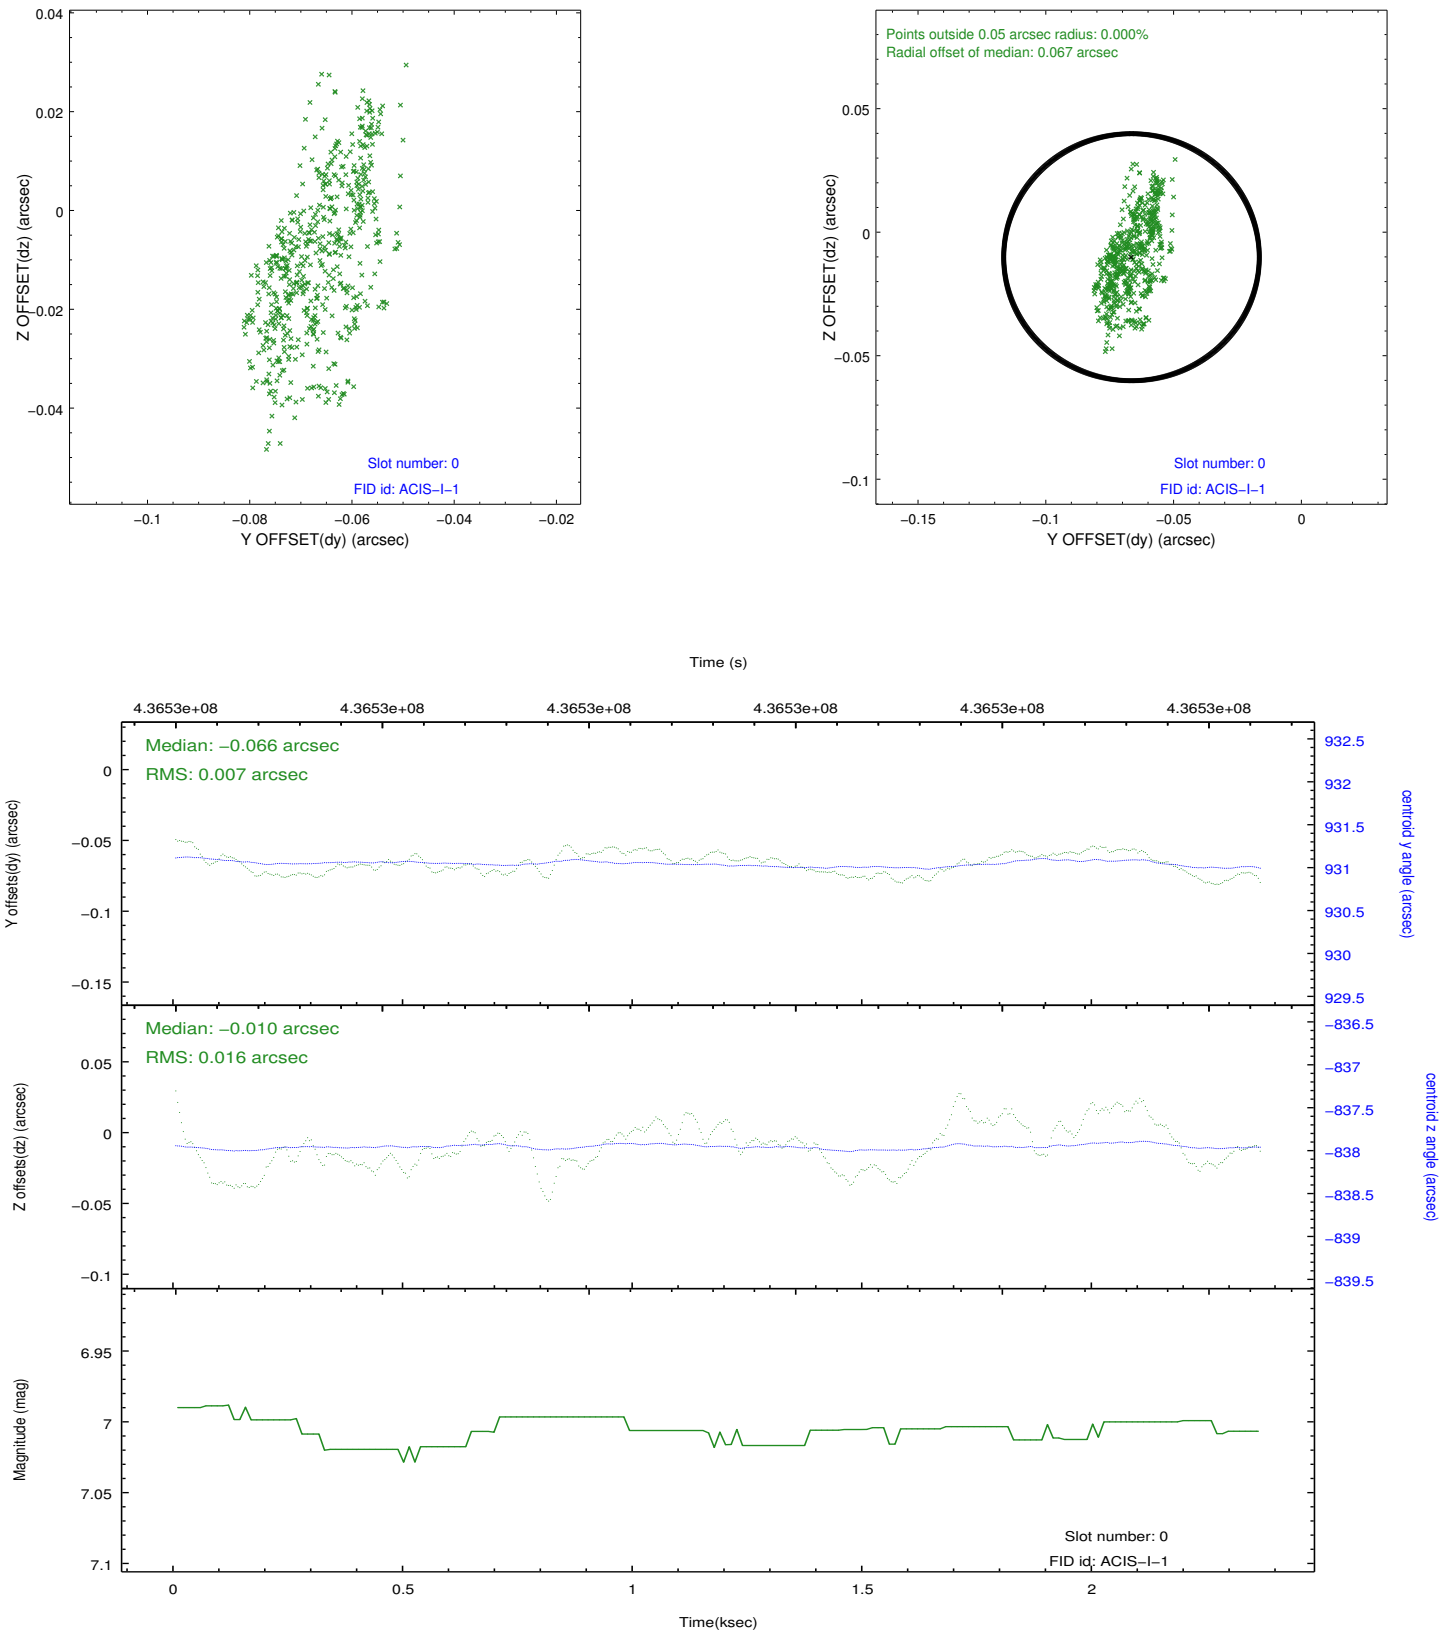 0.04
0.02
0
−0.02
−0.04
Z OFFSET(dz) (arcsec)
Slot number: 0
FID id: ACIS−I−1
−0.1
−0.08
−0.06
−0.04
−0.02
Y OFFSET(dy) (arcsec)
Points outside 0.05 arcsec radius: 0.000%
Radial offset of median: 0.067 arcsec
0.05
0
−0.05
−0.1
Z OFFSET(dz) (arcsec)
Slot number: 0
FID id: ACIS−I−1
−0.15
−0.1
−0.05
0
Y OFFSET(dy) (arcsec)
Time (s)
4.3653e+08 4.3653e+08 4.3653e+08 4.3653e+08 4.3653e+08 4.3653e+08
Median: −0.066 arcsec
RMS: 0.007 arcsec
0
−0.05
−0.1
−0.15
Y offsets(dy) (arcsec)
932.5
932
931.5
931
930.5
930
929.5
centroid y angle (arcsec)
Median: −0.010 arcsec
RMS: 0.016 arcsec
0.05
0
−0.05
−0.1
Z offsets(dz) (arcsec)
−836.5
−837
−837.5
−838
−838.5
−839
−839.5
centroid z angle (arcsec)
6.95
7
7.05
7.1
Magnitude (mag)
Slot number: 0
FID id: ACIS−I−1
0
0.5
1
1.5
2
Time(ksec)